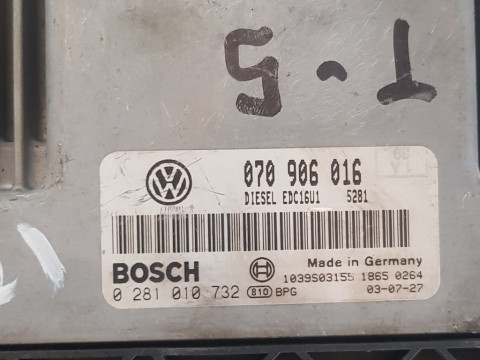 T-5
070 906 016
DIESEL EDC16U1 5281
BOSCH
Made in Germany
1039S03155 1865 0264
0 281 010 732 810 BPG 03-07-27